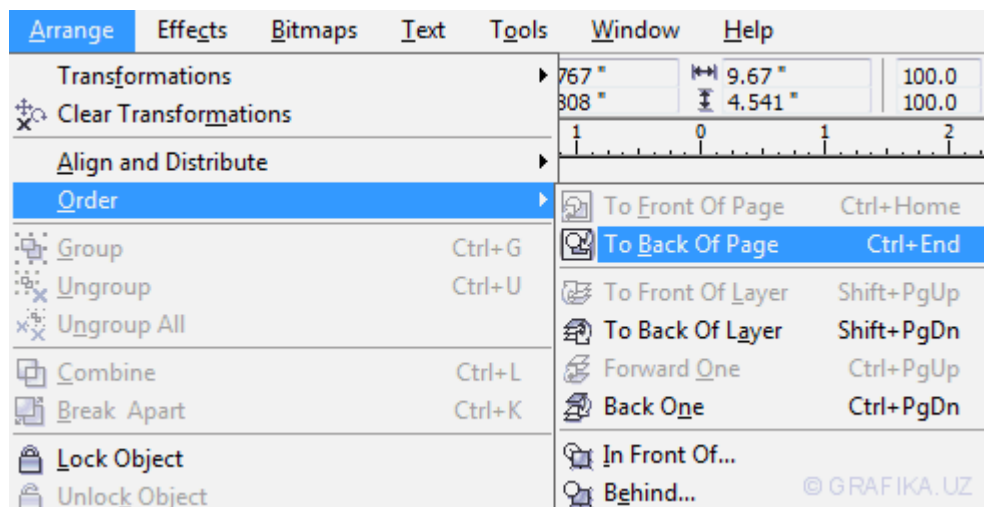 Arrange Effects Bitmaps Text Tools Window Help
Transformations
767 " 9.67 " 100.0
Clear Transformations
808 " 4.541 " 100.0
1 0 1 2
Align and Distribute
Order
To Front Of Page Ctrl+Home
To Back Of Page Ctrl+End
Group Ctrl+G
Ungroup Ctrl+U
To Front Of Layer Shift+PgUp
Ungroup All
To Back Of Layer Shift+PgDn
Combine Ctrl+L
Forward One Ctrl+PgUp
Break Apart Ctrl+K
Back One Ctrl+PgDn
Lock Object
In Front Of...
Unlock Object
Behind...
© GRAFIKA.UZ